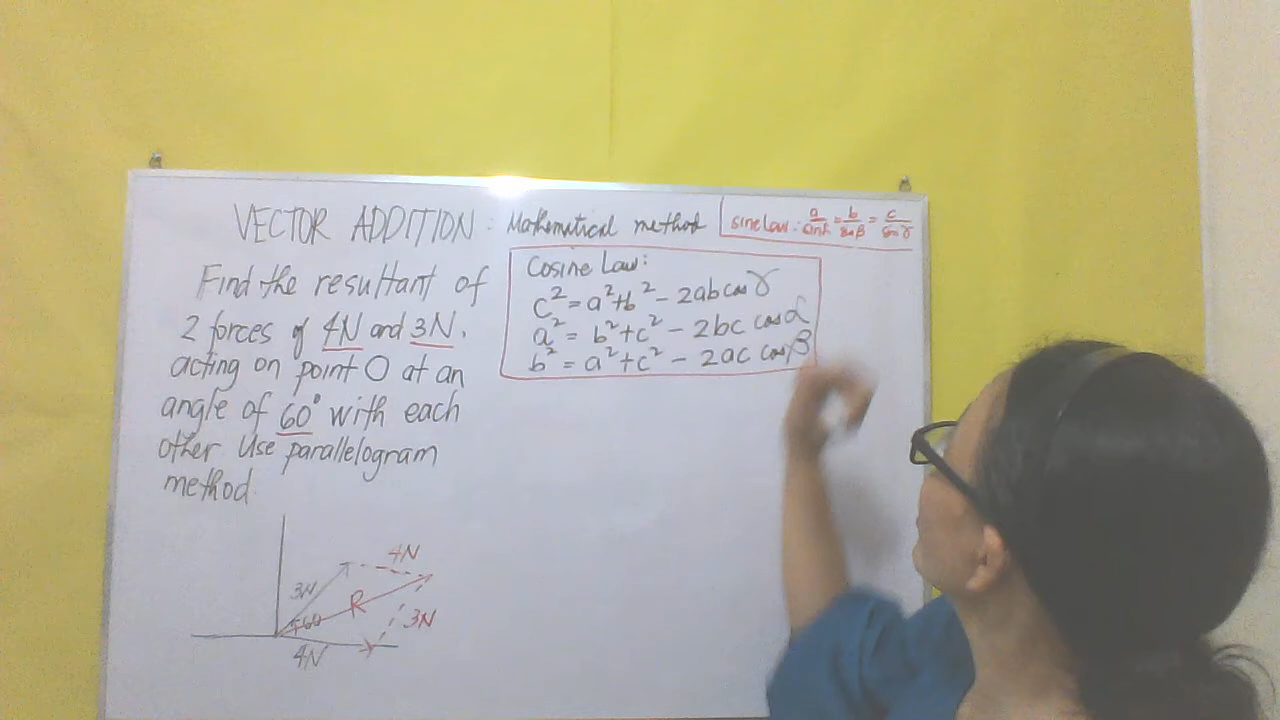 VECTOR ADDITION: Mathematical method
sine law: a/sinα = b/sin β = c/sin γ
Find the resultant of
2 forces of 4N and 3N.
acting on point O at an
angle of 60° with each
other Use parallelogram
method
Cosine Law:
c² = a² + b² - 2ab cos γ
a² = b² + c² - 2bc cos α
b² = a² + c² - 2ac cos β
4N
3N
R
60
3N
4N